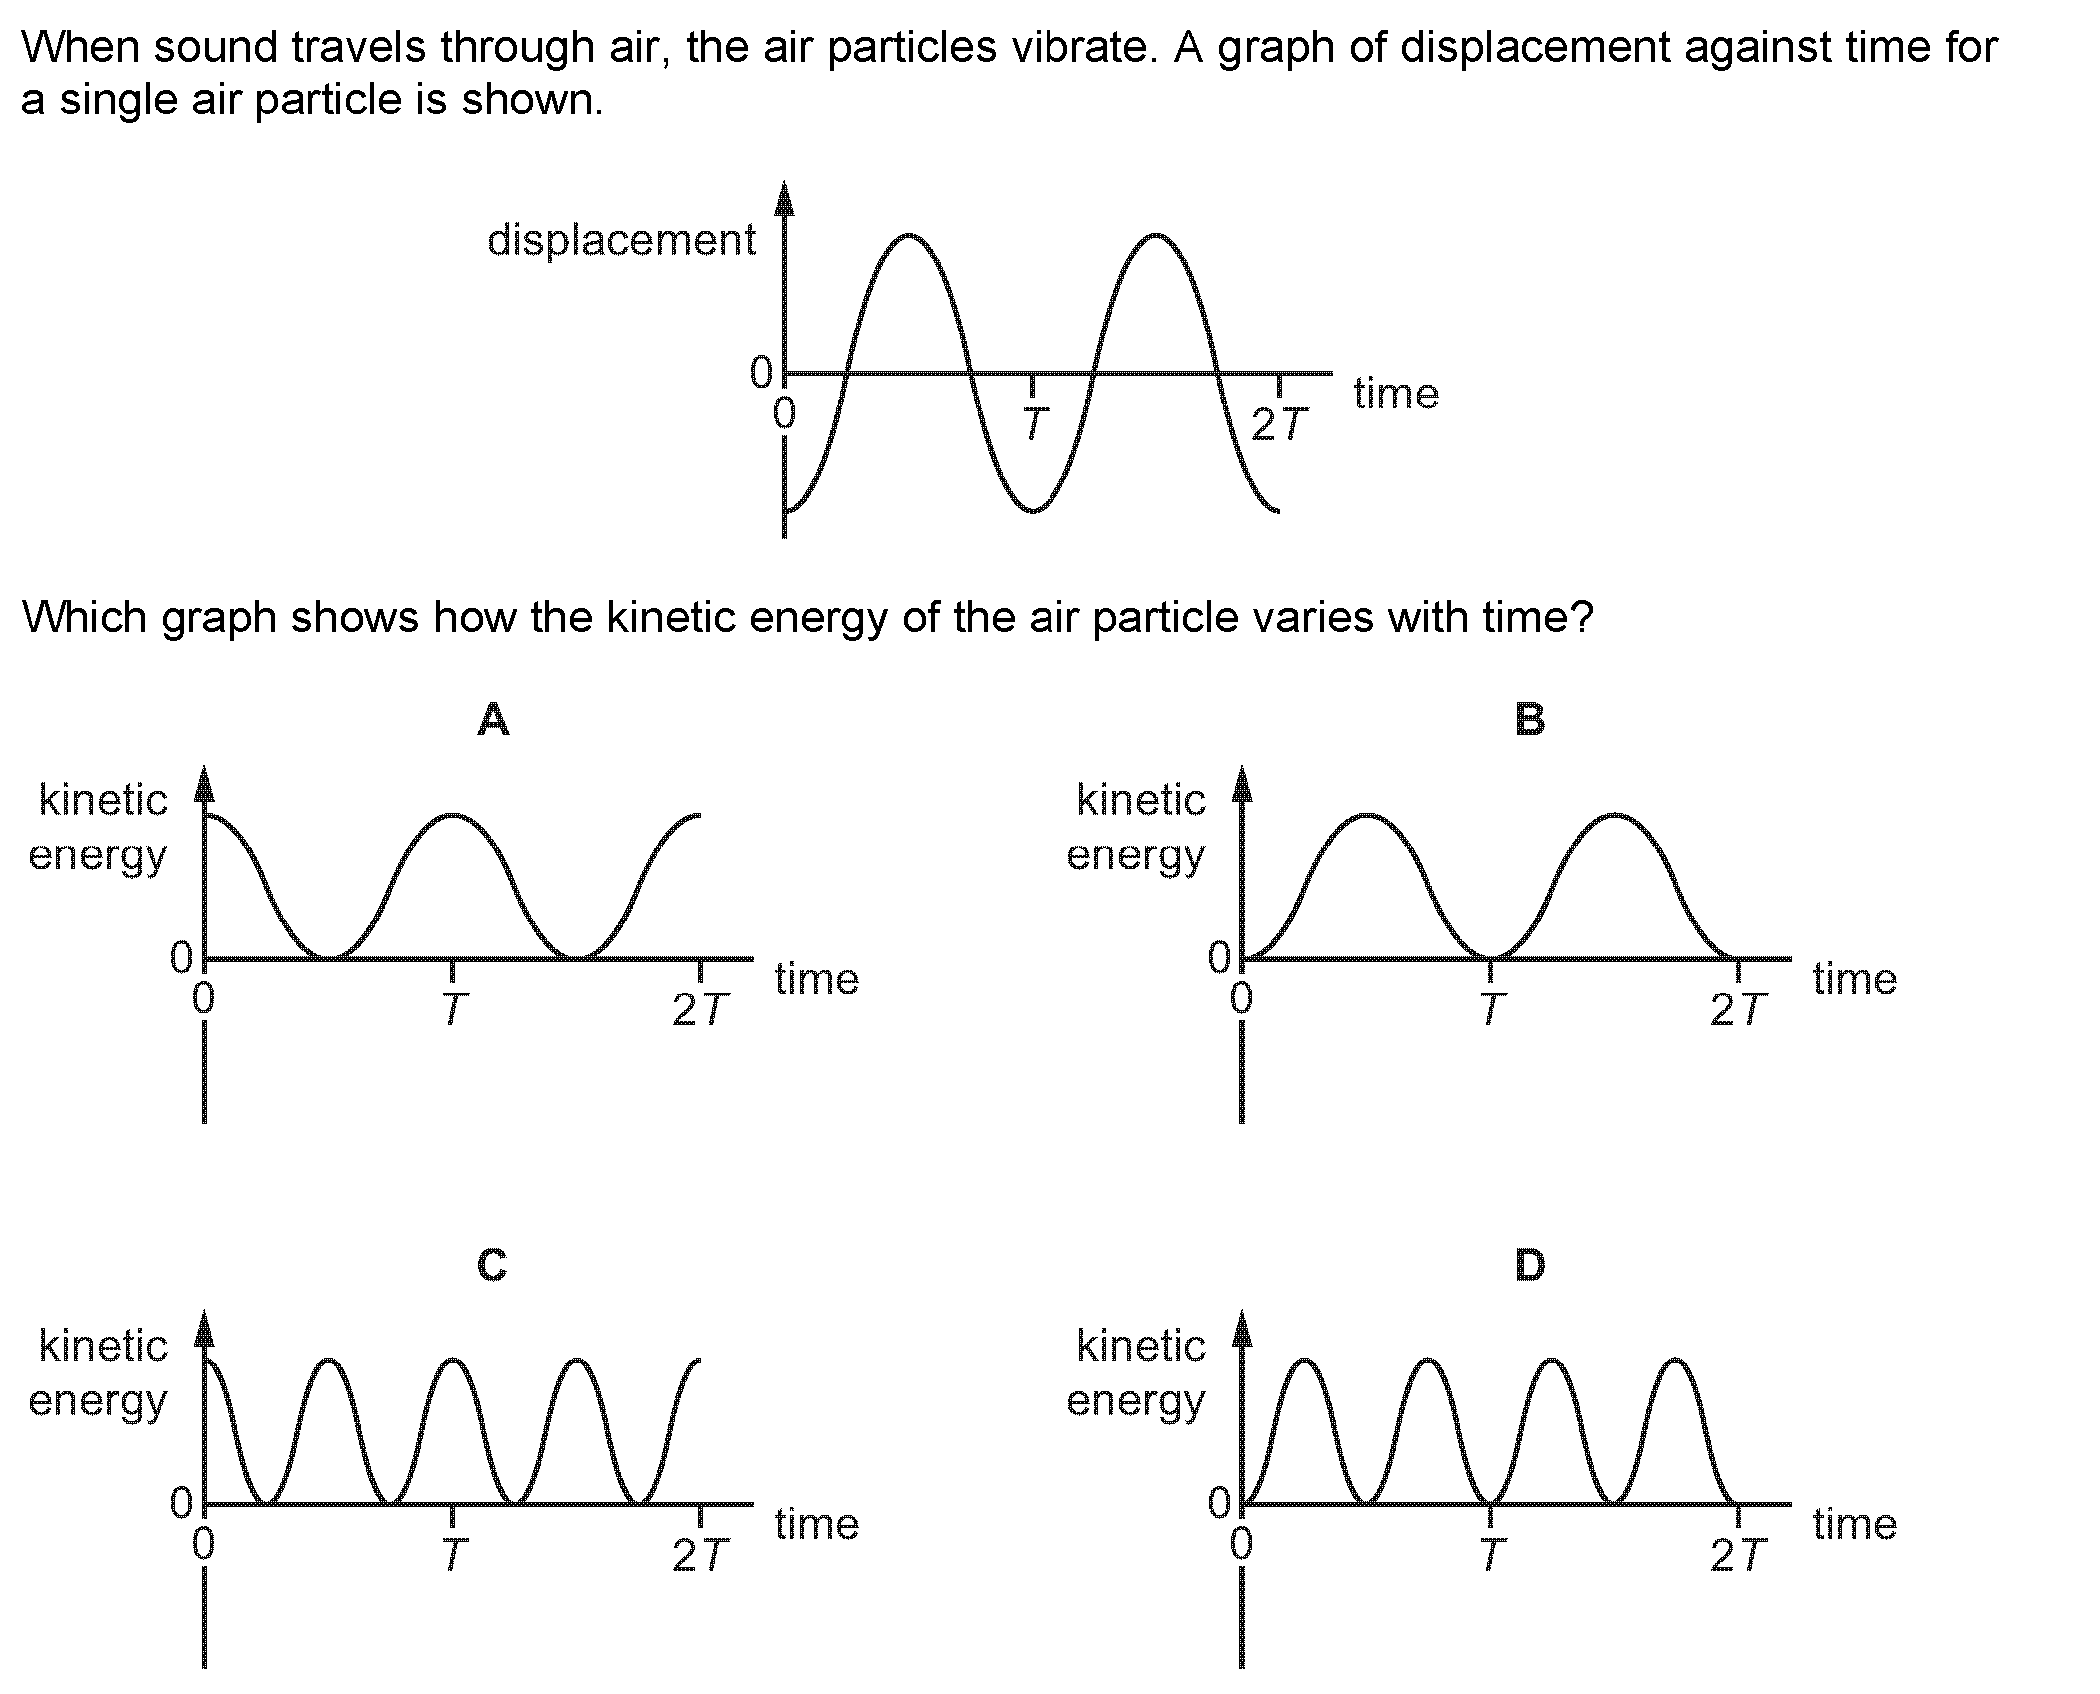 When sound travels through air, the air particles vibrate. A graph of displacement against time for
a single air particle is shown.
displacement
0
0
T
2T
time
Which graph shows how the kinetic energy of the air particle varies with time?
A
kinetic
energy
0
0
T
2T
time
B
kinetic
energy
0
0
T
2T
time
C
kinetic
energy
0
0
T
2T
time
D
kinetic
energy
0
0
T
2T
time